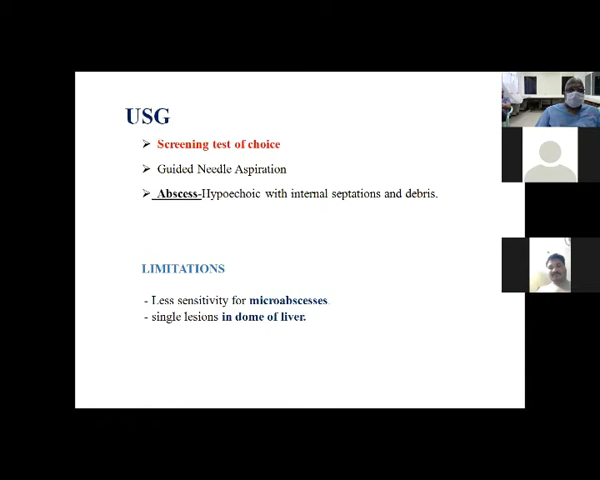 USG
➢ Screening test of choice
➢ Guided Needle Aspiration
➢ Abscess-Hypoechoic with internal septations and debris.
LIMITATIONS
- Less sensitivity for microabscesses
- single lesions in dome of liver.